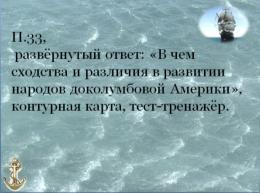 П.33,
развёрнутый ответ: «В чем
сходства и различия в развитии
народов доколумбовой Америки»,
контурная карта, тест-тренажёр.